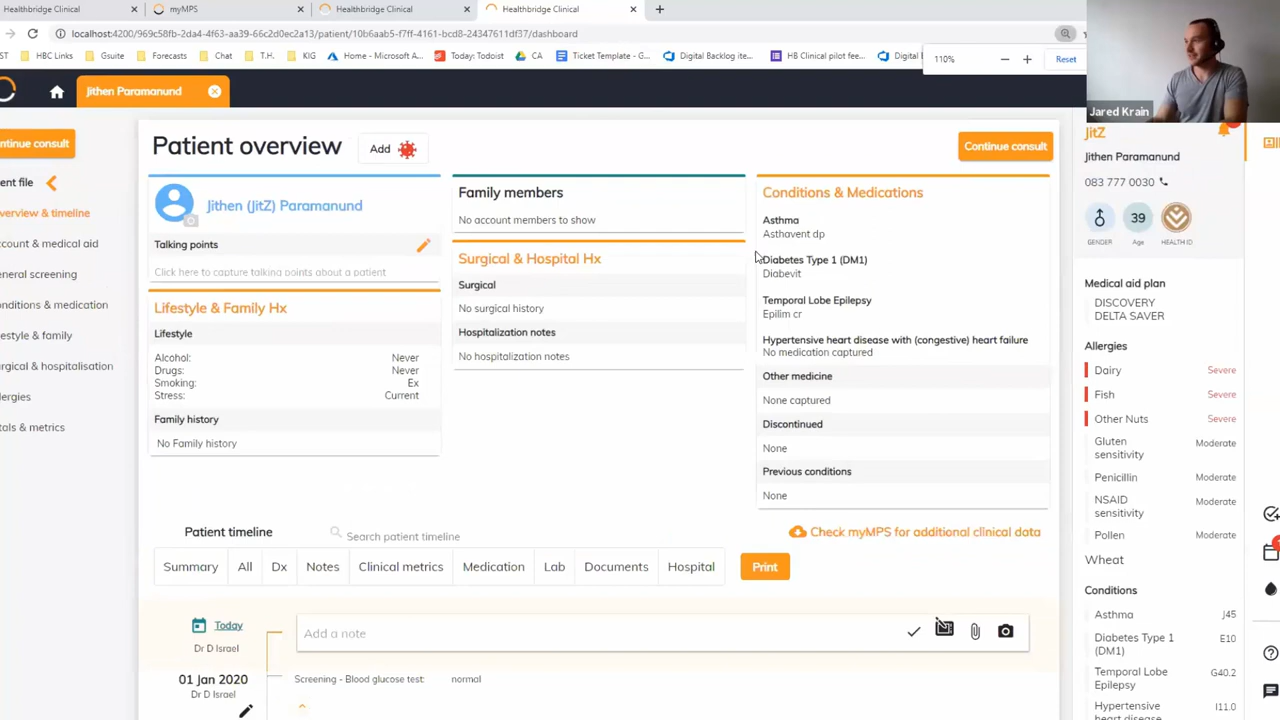 Healthbridge Clinical
myMPS
Healthbridge Clinical
Healthbridge Clinical
localhost:4200/969c58fb-2da4-4f63-aa39-66c2d0ec2a13/patient/10b6aab5-f7ff-4161-bcd8-24347611df37/dashboard
ST
HBC Links
Gsuite
Forecasts
Chat
T.H.
KIG
Home - Microsoft A...
Today: Todoist
CA
Ticket Template - G...
Digital Backlog ite...
HB Clinical pilot fee...
Digital
110%
Reset
Jared Krain
Jithen Paramanund
ontinue consult
ent file
verview & timeline
ccount & medical aid
eneral screening
onditions & medication
estyle & family
urgical & hospitalisation
lergies
tals & metrics
Patient overview
Add
Continue consult
Jithen (JitZ) Paramanund
Talking points
Click here to capture talking points about a patient
Lifestyle & Family Hx
Lifestyle
Alcohol: Never
Drugs: Never
Smoking: Ex
Stress: Current
Family history
No Family history
Family members
No account members to show
Surgical & Hospital Hx
Surgical
No surgical history
Hospitalization notes
No hospitalization notes
Conditions & Medications
Asthma
Asthavent dp
Diabetes Type 1 (DM1)
Diabevit
Temporal Lobe Epilepsy
Epilim cr
Hypertensive heart disease with (congestive) heart failure
No medication captured
Other medicine
None captured
Discontinued
None
Previous conditions
None
Patient timeline
Search patient timeline
Check myMPS for additional clinical data
Summary
All
Dx
Notes
Clinical metrics
Medication
Lab
Documents
Hospital
Print
Today
Dr D Israel
Add a note
01 Jan 2020
Dr D Israel
Screening - Blood glucose test: normal
JitZ
Jithen Paramanund
083 777 0030
39
GENDER
Age
HEALTH ID
Medical aid plan
DISCOVERY
DELTA SAVER
Allergies
Dairy Severe
Fish Severe
Other Nuts Severe
Gluten Moderate
sensitivity
Penicillin Moderate
NSAID Moderate
sensitivity
Pollen Moderate
Wheat
Conditions
Asthma J45
Diabetes Type 1 E10
(DM1)
Temporal Lobe G40.2
Epilepsy
Hypertensive I11.0
heart disease